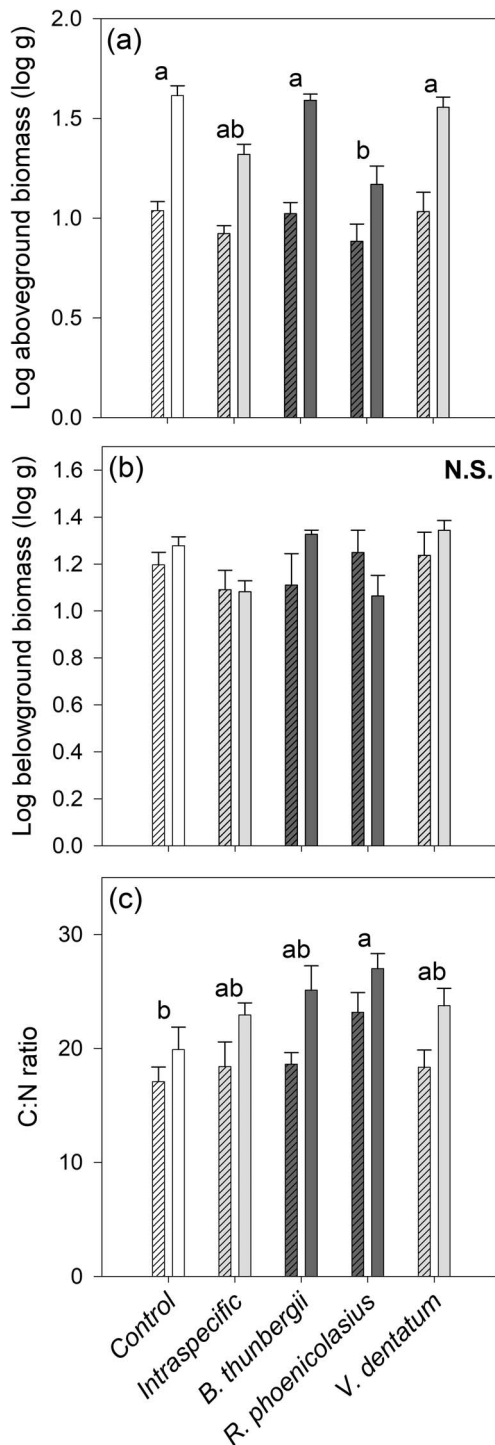 (a)
Log aboveground biomass (log g)
2.0
1.5
1.0
0.5
0.0
a
ab
a
b
a
(b)
N.S.
Log belowground biomass (log g)
1.6
1.4
1.2
1.0
0.8
0.6
0.4
0.2
0.0
(c)
C:N ratio
30
20
10
0
b
ab
ab
a
ab
Control
Intraspecific
B. thunbergii
R. phoenicolasius
V. dentatum